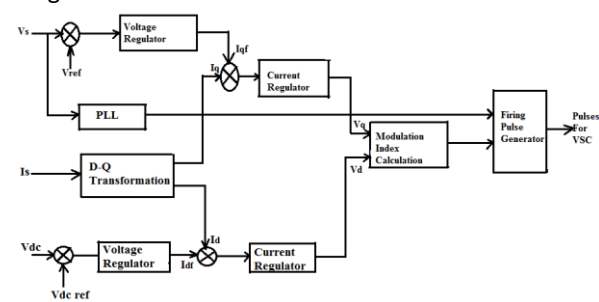 Vs
Voltage
Regulator
Iqf
Iq
Vref
Current
Regulator
PLL
Vq
Firing
Pulse
Generator
Pulses
For
VSC
Modulation
Index
Calculation
Is
D-Q
Transformation
Vd
Id
Vdc
Voltage
Regulator
Idf
Current
Regulator
Vdc ref